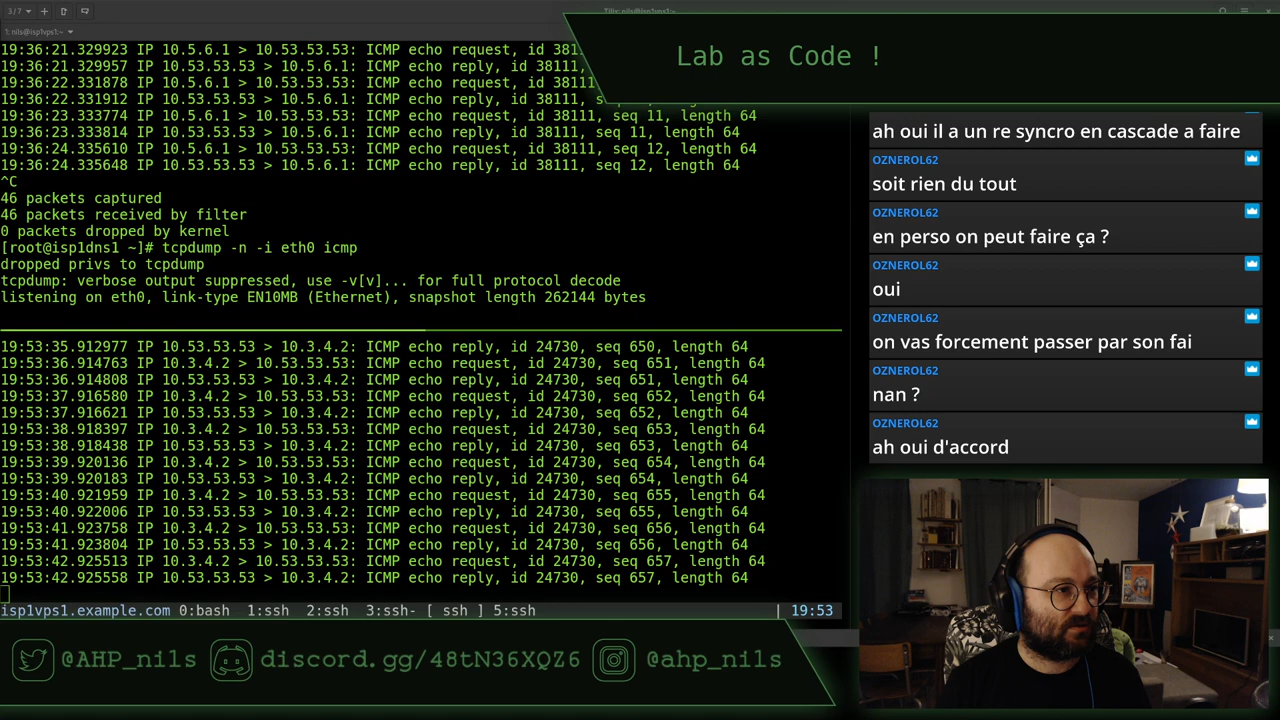 3/7
Tilix: nils@isp1vps1:~
1: nils@isp1vps1:~
19:36:21.329923 IP 10.5.6.1 > 10.53.53.53: ICMP echo request, id 381
19:36:21.329957 IP 10.53.53.53 > 10.5.6.1: ICMP echo reply, id 38111,
19:36:22.331878 IP 10.5.6.1 > 10.53.53.53: ICMP echo request, id 3811
19:36:22.331912 IP 10.53.53.53 > 10.5.6.1: ICMP echo reply, id 38111, s
19:36:23.333774 IP 10.5.6.1 > 10.53.53.53: ICMP echo request, id 38111, seq 11, length 64
19:36:23.333814 IP 10.53.53.53 > 10.5.6.1: ICMP echo reply, id 38111, seq 11, length 64
19:36:24.335610 IP 10.5.6.1 > 10.53.53.53: ICMP echo request, id 38111, seq 12, length 64
19:36:24.335648 IP 10.53.53.53 > 10.5.6.1: ICMP echo reply, id 38111, seq 12, length 64
^C
46 packets captured
46 packets received by filter
0 packets dropped by kernel
[root@isp1dns1 ~]# tcpdump -n -i eth0 icmp
dropped privs to tcpdump
tcpdump: verbose output suppressed, use -v[v]... for full protocol decode
listening on eth0, link-type EN10MB (Ethernet), snapshot length 262144 bytes
19:53:35.912977 IP 10.53.53.53 > 10.3.4.2: ICMP echo reply, id 24730, seq 650, length 64
19:53:36.914763 IP 10.3.4.2 > 10.53.53.53: ICMP echo request, id 24730, seq 651, length 64
19:53:36.914808 IP 10.53.53.53 > 10.3.4.2: ICMP echo reply, id 24730, seq 651, length 64
19:53:37.916580 IP 10.3.4.2 > 10.53.53.53: ICMP echo request, id 24730, seq 652, length 64
19:53:37.916621 IP 10.53.53.53 > 10.3.4.2: ICMP echo reply, id 24730, seq 652, length 64
19:53:38.918397 IP 10.3.4.2 > 10.53.53.53: ICMP echo request, id 24730, seq 653, length 64
19:53:38.918438 IP 10.53.53.53 > 10.3.4.2: ICMP echo reply, id 24730, seq 653, length 64
19:53:39.920136 IP 10.3.4.2 > 10.53.53.53: ICMP echo request, id 24730, seq 654, length 64
19:53:39.920183 IP 10.53.53.53 > 10.3.4.2: ICMP echo reply, id 24730, seq 654, length 64
19:53:40.921959 IP 10.3.4.2 > 10.53.53.53: ICMP echo request, id 24730, seq 655, length 64
19:53:40.922006 IP 10.53.53.53 > 10.3.4.2: ICMP echo reply, id 24730, seq 655, length 64
19:53:41.923758 IP 10.3.4.2 > 10.53.53.53: ICMP echo request, id 24730, seq 656, length 64
19:53:41.923804 IP 10.53.53.53 > 10.3.4.2: ICMP echo reply, id 24730, seq 656, length 64
19:53:42.925513 IP 10.3.4.2 > 10.53.53.53: ICMP echo request, id 24730, seq 657, length 64
19:53:42.925558 IP 10.53.53.53 > 10.3.4.2: ICMP echo reply, id 24730, seq 657, length 64
isp1vps1.example.com 0:bash 1:ssh 2:ssh 3:ssh- [ ssh ] 5:ssh | 19:53
Lab as Code !
ah oui il a un re syncro en cascade a faire
OZNEROL62
soit rien du tout
OZNEROL62
en perso on peut faire ça ?
OZNEROL62
oui
OZNEROL62
on vas forcement passer par son fai
OZNEROL62
nan ?
OZNEROL62
ah oui d'accord
@AHP_nils discord.gg/48tN36XQZ6 @ahp_nils